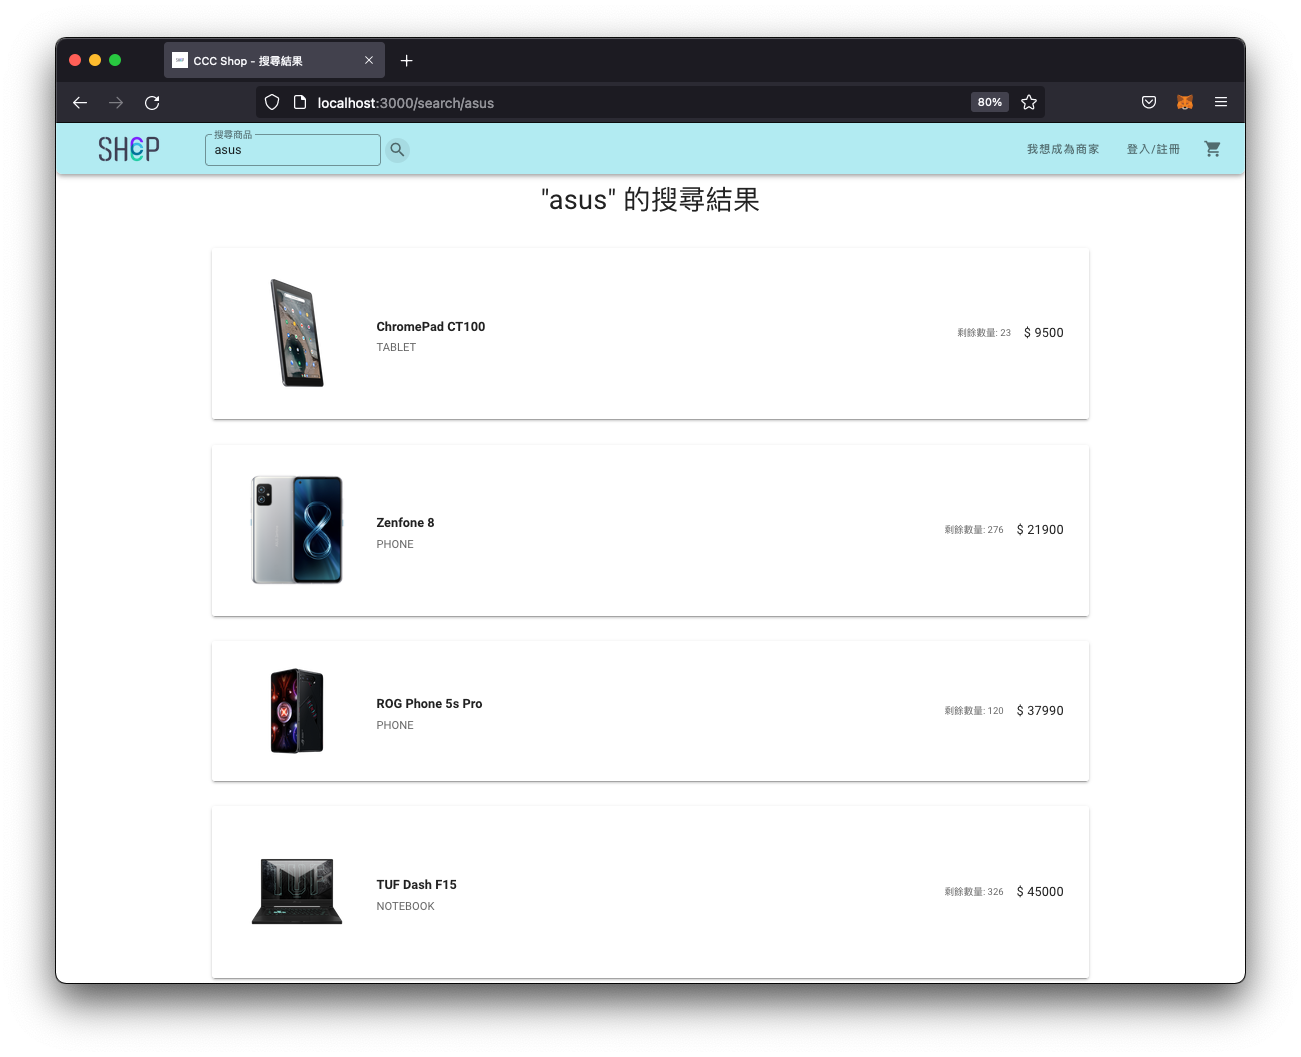 CCC Shop - 搜尋結果
localhost:3000/search/asus
80%
SHOP
搜尋商品
asus
我想成為商家
登入/註冊
"asus" 的搜尋結果
ChromePad CT100
TABLET
剩餘數量: 23
$ 9500
Zenfone 8
PHONE
剩餘數量: 276
$ 21900
ROG Phone 5s Pro
PHONE
剩餘數量: 120
$ 37990
TUF Dash F15
NOTEBOOK
剩餘數量: 326
$ 45000
TUF